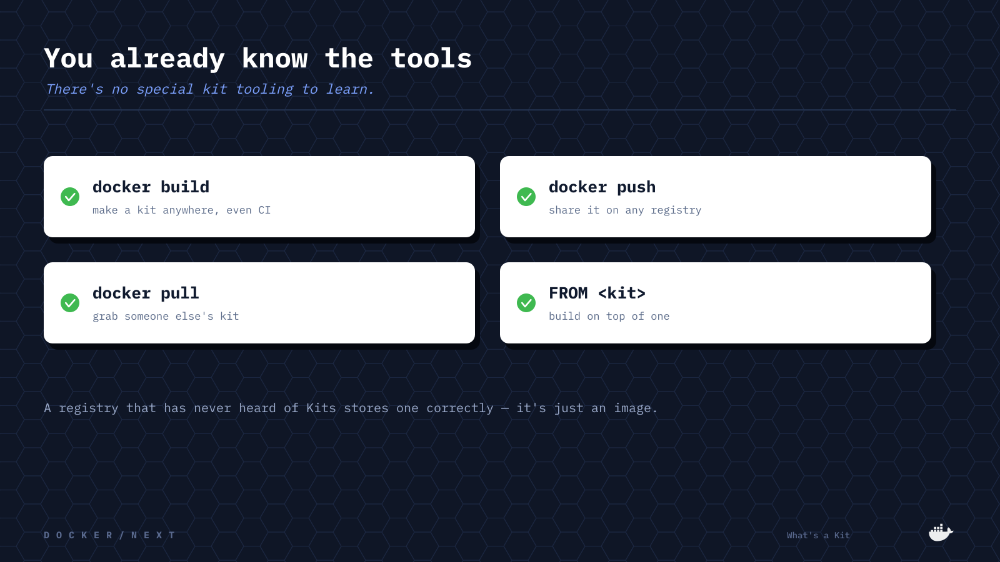 You already know the tools
There's no special kit tooling to learn.
docker build
make a kit anywhere, even CI
docker push
share it on any registry
docker pull
grab someone else's kit
FROM <kit>
build on top of one
A registry that has never heard of Kits stores one correctly — it's just an image.
DOCKER/NEXT
What's a Kit